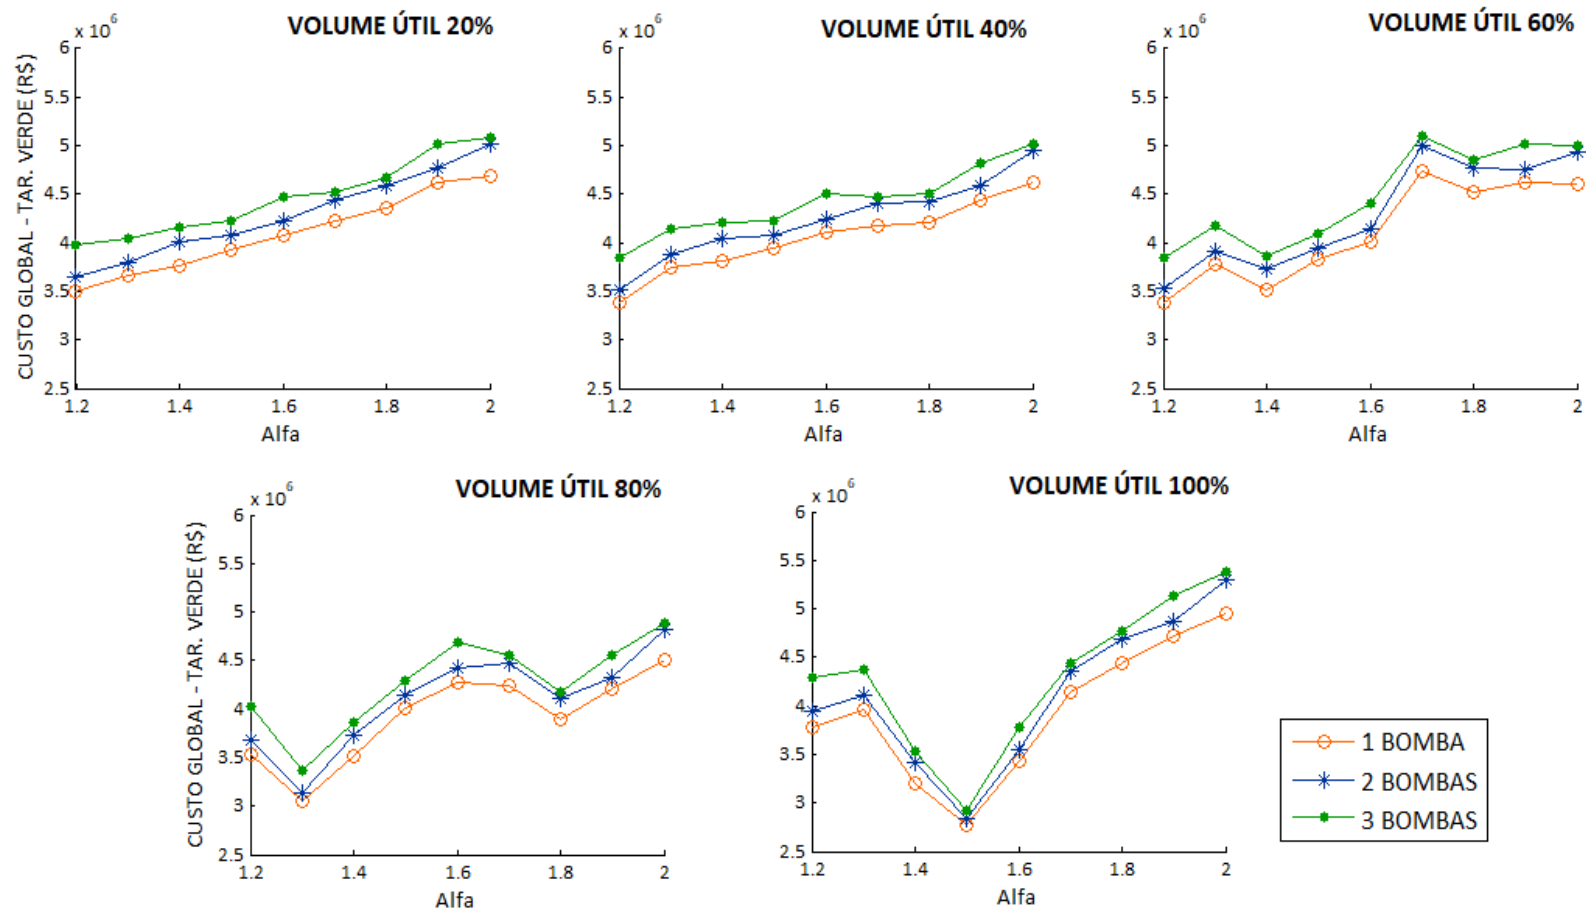 x 10^6
VOLUME ÚTIL 20%
CUSTO GLOBAL - TAR. VERDE (R$)
6
5.5
5
4.5
4
3.5
3
2.5
1.2 1.4 1.6 1.8 2
Alfa
x 10^6
VOLUME ÚTIL 40%
6
5.5
5
4.5
4
3.5
3
2.5
1.2 1.4 1.6 1.8 2
Alfa
x 10^6
VOLUME ÚTIL 60%
6
5.5
5
4.5
4
3.5
3
2.5
1.2 1.4 1.6 1.8 2
Alfa
x 10^6
VOLUME ÚTIL 80%
CUSTO GLOBAL - TAR. VERDE (R$)
6
5.5
5
4.5
4
3.5
3
2.5
1.2 1.4 1.6 1.8 2
Alfa
x 10^6
VOLUME ÚTIL 100%
6
5.5
5
4.5
4
3.5
3
2.5
1.2 1.4 1.6 1.8 2
Alfa
1 BOMBA
2 BOMBAS
3 BOMBAS